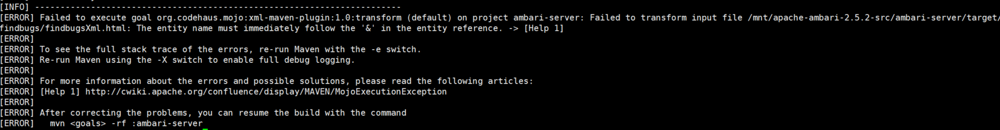 [INFO] ------------------------------------------------------------------------
[ERROR] Failed to execute goal org.codehaus.mojo:xml-maven-plugin:1.0:transform (default) on project ambari-server: Failed to transform input file /mnt/apache-ambari-2.5.2-src/ambari-server/target/
findbugs/findbugsXml.html: The entity name must immediately follow the '&' in the entity reference. -> [Help 1]
[ERROR]
[ERROR] To see the full stack trace of the errors, re-run Maven with the -e switch.
[ERROR] Re-run Maven using the -X switch to enable full debug logging.
[ERROR]
[ERROR] For more information about the errors and possible solutions, please read the following articles:
[ERROR] [Help 1] http://cwiki.apache.org/confluence/display/MAVEN/MojoExecutionException
[ERROR]
[ERROR] After correcting the problems, you can resume the build with the command
[ERROR]   mvn <goals> -rf :ambari-server